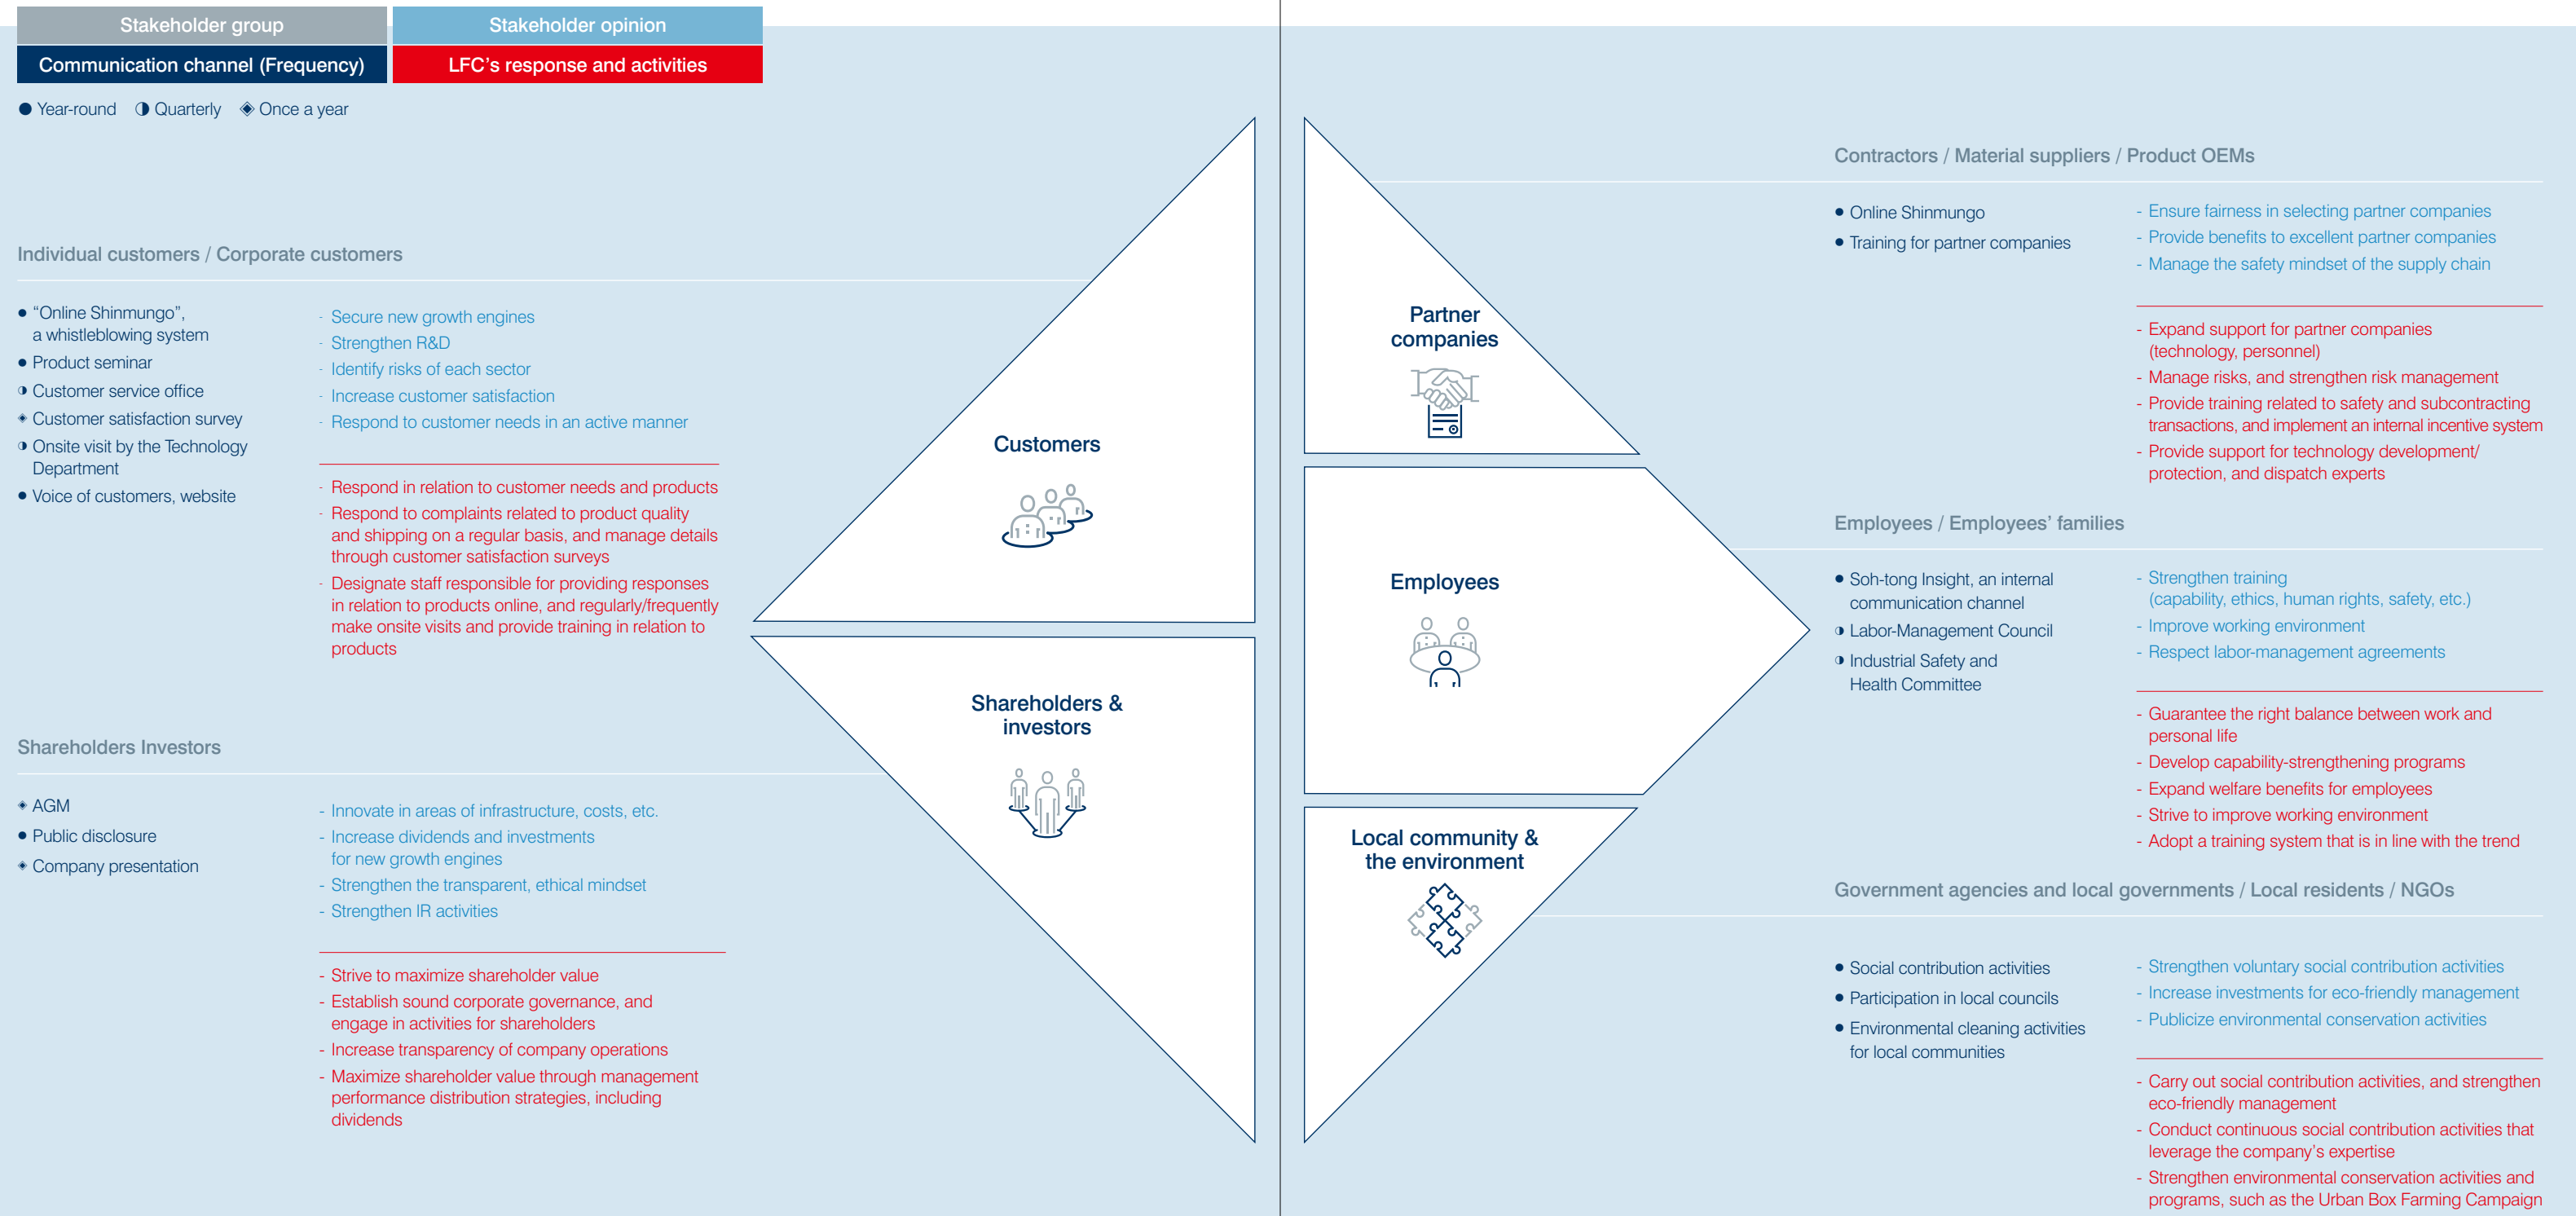 Stakeholder group
Stakeholder opinion
Communication channel (Frequency)
LFC's response and activities
● Year-round ◑ Quarterly ◈ Once a year
Individual customers / Corporate customers
● “Online Shinmungo”,
a whistleblowing system
● Product seminar
◑ Customer service office
◈ Customer satisfaction survey
◑ Onsite visit by the Technology
Department
● Voice of customers, website
- Secure new growth engines
- Strengthen R&D
- Identify risks of each sector
- Increase customer satisfaction
- Respond to customer needs in an active manner
- Respond in relation to customer needs and products
- Respond to complaints related to product quality
and shipping on a regular basis, and manage details
through customer satisfaction surveys
- Designate staff responsible for providing responses
in relation to products online, and regularly/frequently
make onsite visits and provide training in relation to
products
Customers
Shareholders Investors
◈ AGM
● Public disclosure
◈ Company presentation
- Innovate in areas of infrastructure, costs, etc.
- Increase dividends and investments
for new growth engines
- Strengthen the transparent, ethical mindset
- Strengthen IR activities
- Strive to maximize shareholder value
- Establish sound corporate governance, and
engage in activities for shareholders
- Increase transparency of company operations
- Maximize shareholder value through management
performance distribution strategies, including
dividends
Shareholders &
investors
Partner
companies
Contractors / Material suppliers / Product OEMs
● Online Shinmungo
● Training for partner companies
- Ensure fairness in selecting partner companies
- Provide benefits to excellent partner companies
- Manage the safety mindset of the supply chain
- Expand support for partner companies
(technology, personnel)
- Manage risks, and strengthen risk management
- Provide training related to safety and subcontracting
transactions, and implement an internal incentive system
- Provide support for technology development/
protection, and dispatch experts
Employees
Employees / Employees’ families
● Soh-tong Insight, an internal
communication channel
◑ Labor-Management Council
◑ Industrial Safety and
Health Committee
- Strengthen training
(capability, ethics, human rights, safety, etc.)
- Improve working environment
- Respect labor-management agreements
- Guarantee the right balance between work and
personal life
- Develop capability-strengthening programs
- Expand welfare benefits for employees
- Strive to improve working environment
- Adopt a training system that is in line with the trend
Local community &
the environment
Government agencies and local governments / Local residents / NGOs
● Social contribution activities
● Participation in local councils
● Environmental cleaning activities
for local communities
- Strengthen voluntary social contribution activities
- Increase investments for eco-friendly management
- Publicize environmental conservation activities
- Carry out social contribution activities, and strengthen
eco-friendly management
- Conduct continuous social contribution activities that
leverage the company’s expertise
- Strengthen environmental conservation activities and
programs, such as the Urban Box Farming Campaign